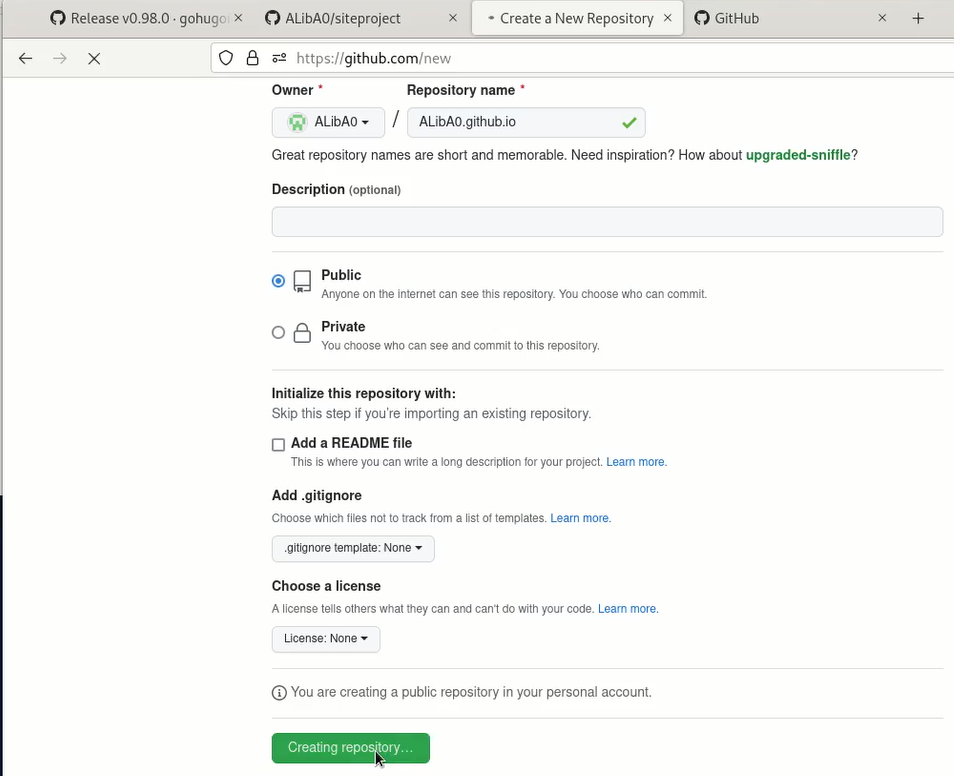 Release v0.98.0 · gohugo
ALibA0/siteproject
Create a New Repository
GitHub
https://github.com/new
Owner *
Repository name *
ALibA0
/
ALibA0.github.io
Great repository names are short and memorable. Need inspiration? How about upgraded-sniffle?
Description (optional)
Public
Anyone on the internet can see this repository. You choose who can commit.
Private
You choose who can see and commit to this repository.
Initialize this repository with:
Skip this step if you're importing an existing repository.
Add a README file
This is where you can write a long description for your project. Learn more.
Add .gitignore
Choose which files not to track from a list of templates. Learn more.
.gitignore template: None
Choose a license
A license tells others what they can and can't do with your code. Learn more.
License: None
You are creating a public repository in your personal account.
Creating repository…